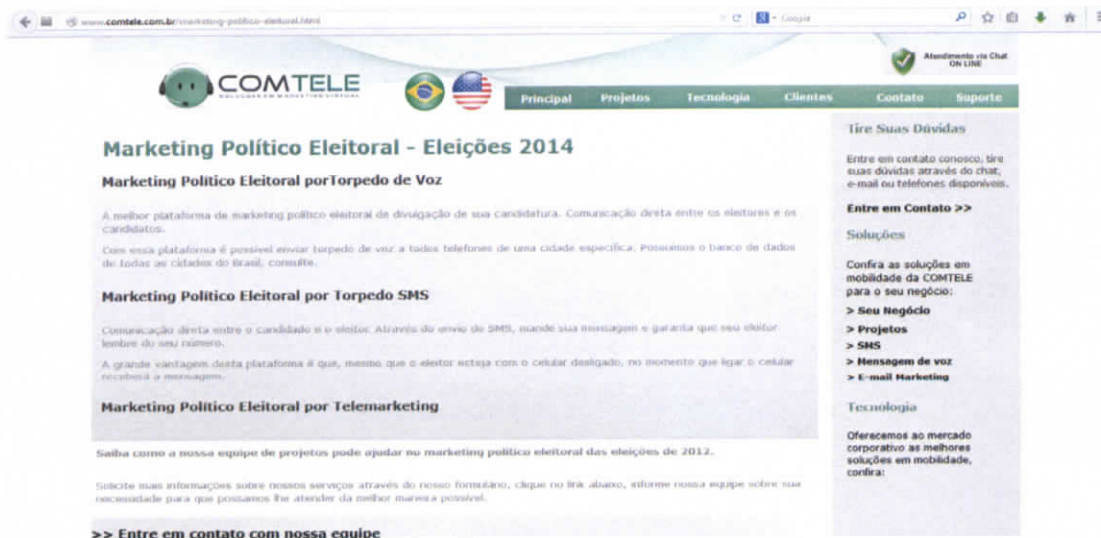 www.comtele.com.br/marketing-politico-eleitoral.html
Google
COMTELE
SOLUÇÕES EM MARKETING VIRTUAL
Atendimento via Chat
ON LINE
Principal Projetos Tecnologia Clientes Contato Suporte
Marketing Político Eleitoral - Eleições 2014
Marketing Político Eleitoral porTorpedo de Voz
A melhor plataforma de marketing político eleitoral de divulgação de sua candidatura. Comunicação direta entre os eleitores e os
candidatos.
Com essa plataforma é possível enviar torpedo de voz a todos telefones de uma cidade específica. Possuimos o banco de dados
de todas as cidades do Brasil, consulte.
Marketing Político Eleitoral por Torpedo SMS
Comunicação direta entre o candidado e o eleitor. Através do envio de SMS, mande sua mensagem e garanta que seu eleitor
lembre do seu número.
A grande vantagem desta plataforma é que, mesmo que o eleitor esteja com o celular desligado, no momento que ligar o celular
receberá a mensagem.
Marketing Político Eleitoral por Telemarketing
Saiba como a nossa equipe de projetos pode ajudar no marketing político eleitoral das eleições de 2012.
Solicite mais informações sobre nossos serviços através do nosso formulário, clique no link abaixo, informe nossa equipe sobre sua
necessidade para que possamos lhe atender da melhor maneira possível.
>> Entre em contato com nossa equipe
Tire Suas Dúvidas
Entre em contato conosco, tire
suas dúvidas através do chat,
e-mail ou telefones disponíveis.
Entre em Contato >>
Soluções
Confira as soluções em
mobilidade da COMTELE
para o seu negócio:
> Seu Negócio
> Projetos
> SMS
> Mensagem de voz
> E-mail Marketing
Tecnologia
Oferecemos ao mercado
corporativo as melhores
soluções em mobilidade,
confira: